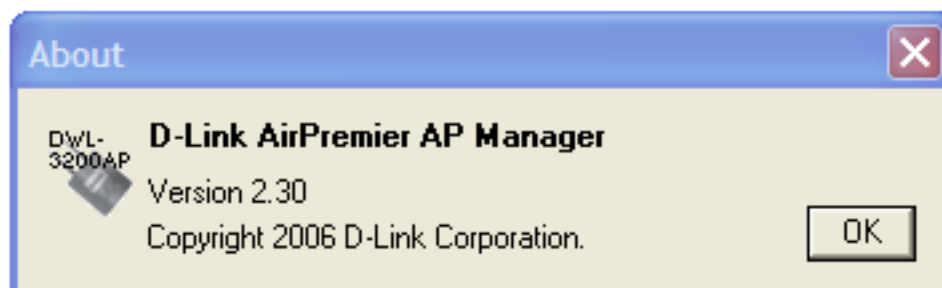 About
DWL-
3200AP
D-Link AirPremier AP Manager
Version 2.30
Copyright 2006 D-Link Corporation.
OK